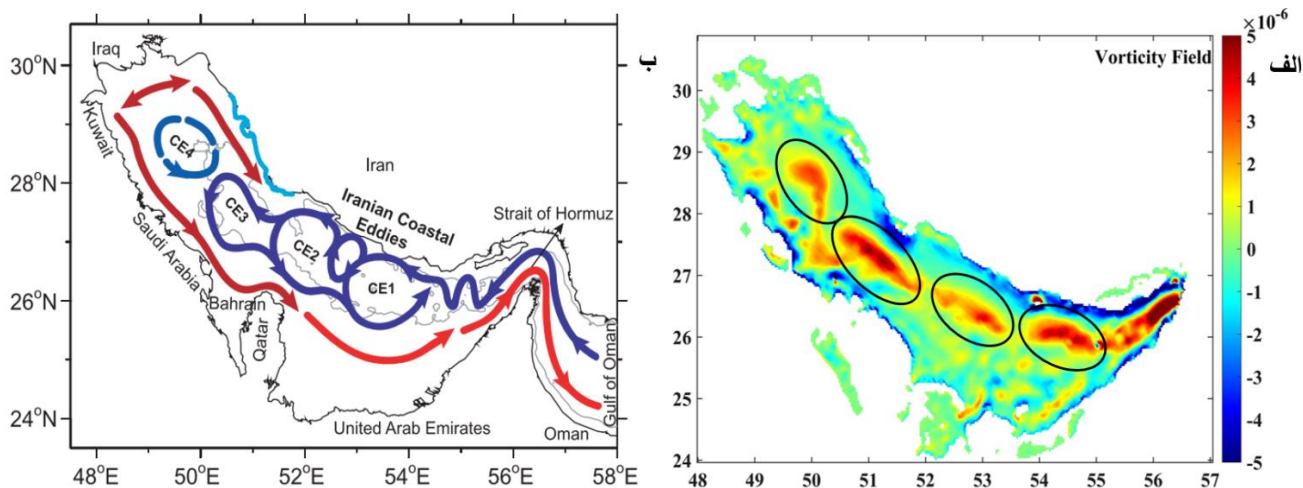 ب
الف
Iraq
Kuwait
Iran
Saudi Arabia
Bahrain
Qatar
United Arab Emirates
Oman
Gulf of Oman
Strait of Hormuz
Iranian Coastal
Eddies
CE4
CE3
CE2
CE1
30°N
28°N
26°N
24°N
48°E 50°E 52°E 54°E 56°E 58°E
Vorticity Field
30
29
28
27
26
25
24
48 49 50 51 52 53 54 55 56 57
×10⁻⁶
5
4
3
2
1
0
-1
-2
-3
-4
-5